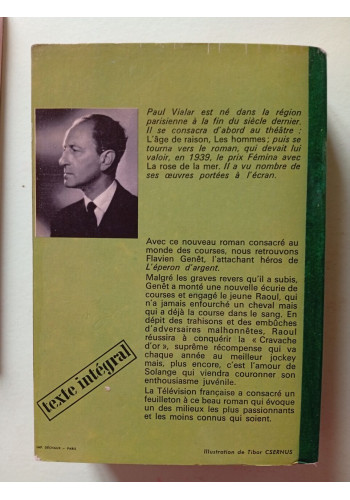 Paul Vialar est né dans la région
parisienne à la fin du siècle dernier.
Il se consacra d'abord au théâtre :
L'âge de raison, Les hommes ; puis se
tourna vers le roman, qui devait lui
valoir, en 1939, le prix Fémina avec
La rose de la mer. Il a vu nombre de
ses œuvres portées à l'écran.
Avec ce nouveau roman consacré au
monde des courses, nous retrouvons
Flavien Genêt, l'attachant héros de
L'éperon d'argent.
Malgré les graves revers qu'il a subis,
Genêt a monté une nouvelle écurie de
courses et engagé le jeune Raoul, qui
n'a jamais enfourché un cheval mais
qui a déjà la course dans le sang. En
dépit des trahisons et des embûches
d'adversaires malhonnêtes, Raoul
réussira à conquérir la « Cravache
d'or », suprême récompense qui va
chaque année au meilleur jockey
mais, plus encore, c'est l'amour de
Solange qui viendra couronner son
enthousiasme juvénile.
La Télévision française a consacré un
feuilleton à ce beau roman qui évoque
un des milieux les plus passionnants
et les moins connus qui soient.
texte intégral
Illustration de Tibor CSERNUS